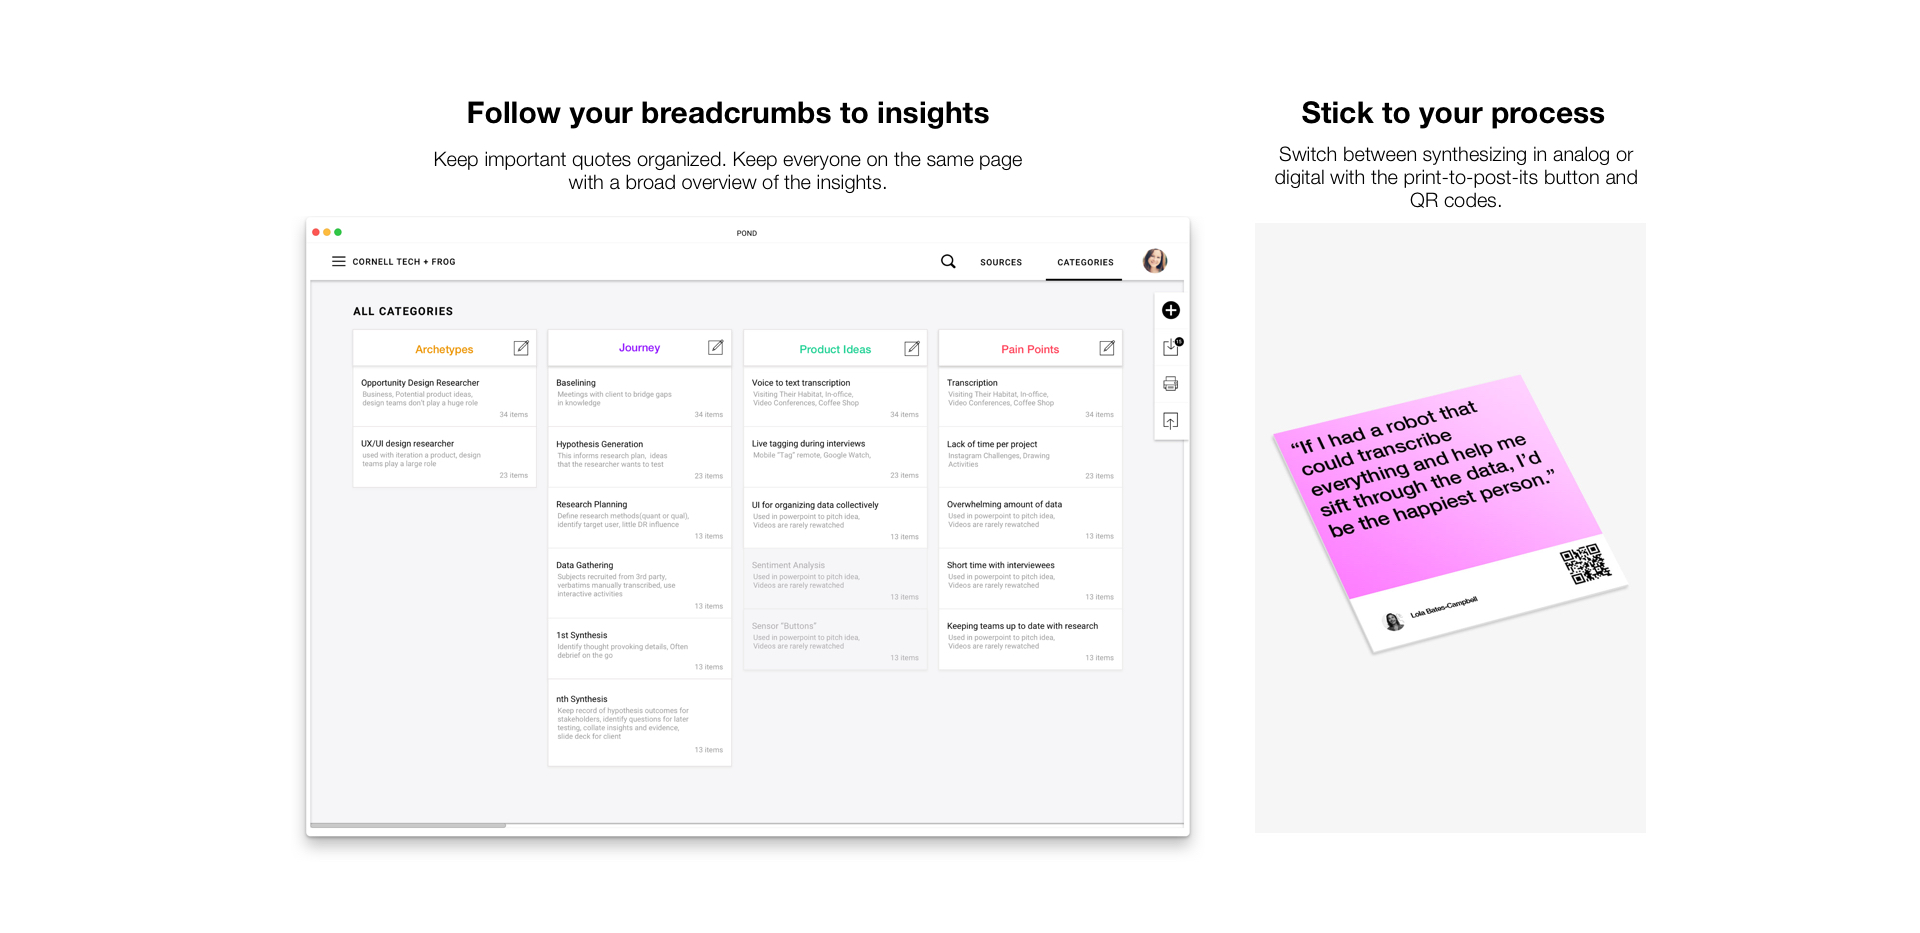 Follow your breadcrumbs to insights
Keep important quotes organized. Keep everyone on the same page
with a broad overview of the insights.
POND
CORNELL TECH + FROG
SOURCES
CATEGORIES
ALL CATEGORIES
15
Archetypes
Opportunity Design Researcher
Business, Potential product ideas,
design teams don't play a huge role
34 items
UX/UI design researcher
used with iteration a product, design
teams play a large role
23 items
Journey
Baselining
Meetings with client to bridge gaps
in knowledge
34 items
Hypothesis Generation
This informs research plan, ideas
that the researcher wants to test
23 items
Research Planning
Define research methods(quant or qual),
identify target user, little DR influence
13 items
Data Gathering
Subjects recruited from 3rd party,
verbatims manually transcribed, use
interactive activities
13 items
1st Synthesis
Identify thought provoking details, Often
debrief on the go
13 items
nth Synthesis
Keep record of hypothesis outcomes for
stakeholders, identify questions for later
testing, collate insights and evidence,
slide deck for client
13 items
Product Ideas
Voice to text transcription
Visiting Their Habitat, In-office,
Video Conferences, Coffee Shop
34 items
Live tagging during interviews
Mobile "Tag" remote, Google Watch,
23 items
UI for organizing data collectively
Used in powerpoint to pitch idea,
Videos are rarely rewatched
13 items
Sentiment Analysis
Used in powerpoint to pitch idea,
Videos are rarely rewatched
13 items
Sensor "Buttons"
Used in powerpoint to pitch idea,
Videos are rarely rewatched
13 items
Pain Points
Transcription
Visiting Their Habitat, In-office,
Video Conferences, Coffee Shop
34 items
Lack of time per project
Instagram Challenges, Drawing
Activities
23 items
Overwhelming amount of data
Used in powerpoint to pitch idea,
Videos are rarely rewatched
13 items
Short time with interviewees
Used in powerpoint to pitch idea,
Videos are rarely rewatched
13 items
Keeping teams up to date with research
Used in powerpoint to pitch idea,
Videos are rarely rewatched
13 items
Stick to your process
Switch between synthesizing in analog or
digital with the print-to-post-its button and
QR codes.
“If I had a robot that
could transcribe
everything and help me
sift through the data, I’d
be the happiest person.”
Lola Bates-Campbell